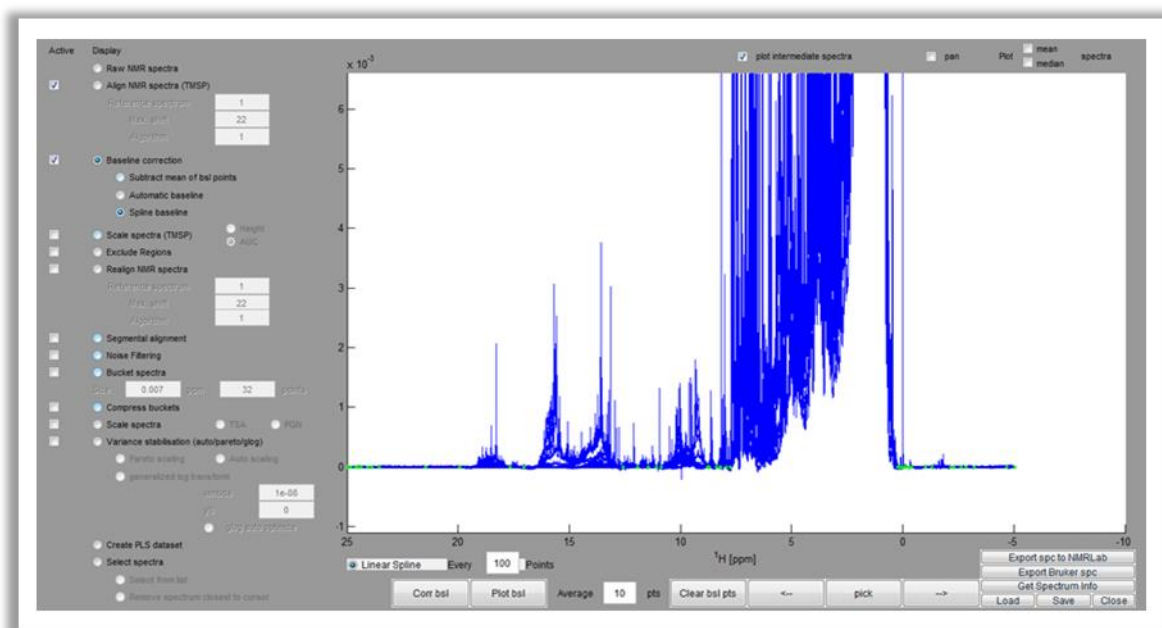 Active Display
Raw NMR spectra
Align NMR spectra (TMSP)
Reference spectrum 1
Max. shift 22
Algorithm 1
Baseline correction
Subtract mean of bsl points
Automatic baseline
Spline baseline
Scale spectra (TMSP)
Height
AUC
Exclude Regions
Realign NMR spectra
Reference spectrum 1
Max. shift 22
Algorithm 1
Segmental alignment
Noise Filtering
Bucket spectra
Size 0.007 ppm 32 points
Compress buckets
Scale spectra TSA PQN
Variance stabilisation (auto/pareto/glog)
Pareto scaling Auto scaling
generalized log transform
lambda 1e-08
y0 0
glog auto optimize
Create PLS dataset
Select spectra
Select from list
Remove spectrum closest to cursor
plot intermediate spectra pan Plot mean median spectra
x 10⁻³
6
5
4
3
2
1
0
-1
25 20 15 10 5 0 -5 -10
¹H [ppm]
Linear Spline Every 100 Points
Corr bsl Plot bsl Average 10 pts Clear bsl pts <-- pick -->
Export spc to NMRLab
Export Bruker spc
Get Spectrum Info
Load Save Close